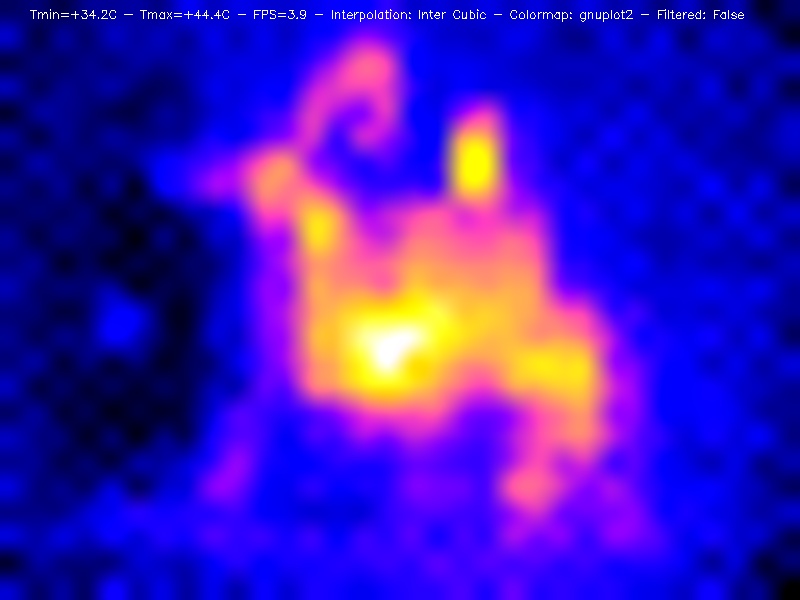 Tmin=+34.2C - Tmax=+44.4C - FPS=3.9 - Interpolation: Inter Cubic - Colormap: gnuplot2 - Filtered: False